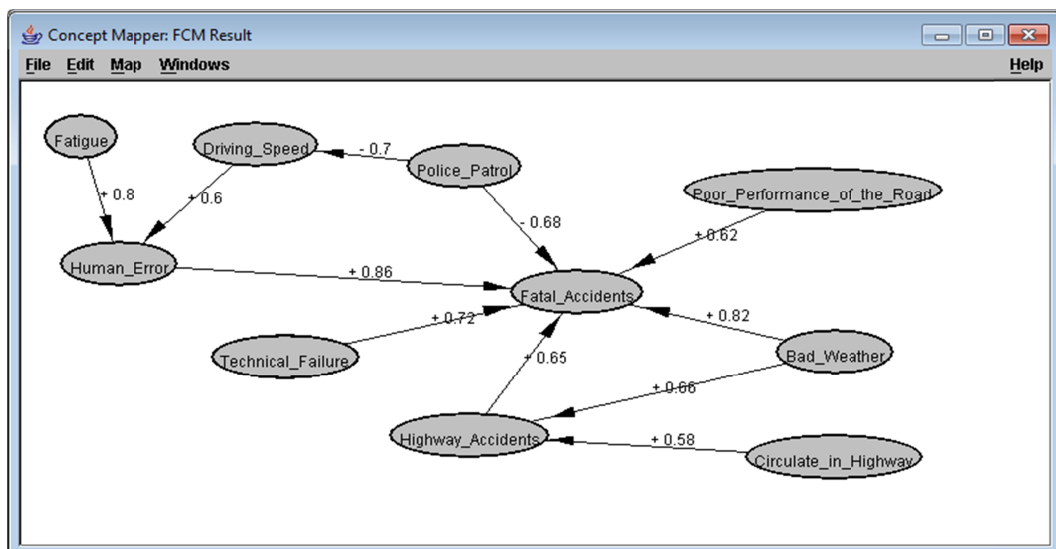 Concept Mapper: FCM Result
File Edit Map Windows Help
Fatigue
Driving_Speed
- 0.7
Police_Patrol
+ 0.8
+ 0.6
Poor_Performance_of_the_Road
- 0.68
+ 0.62
Human_Error
+ 0.86
Fatal_Accidents
+ 0.72
+ 0.82
Technical_Failure
+ 0.65
Bad_Weather
+ 0.66
Highway_Accidents
+ 0.58
Circulate_in_Highway